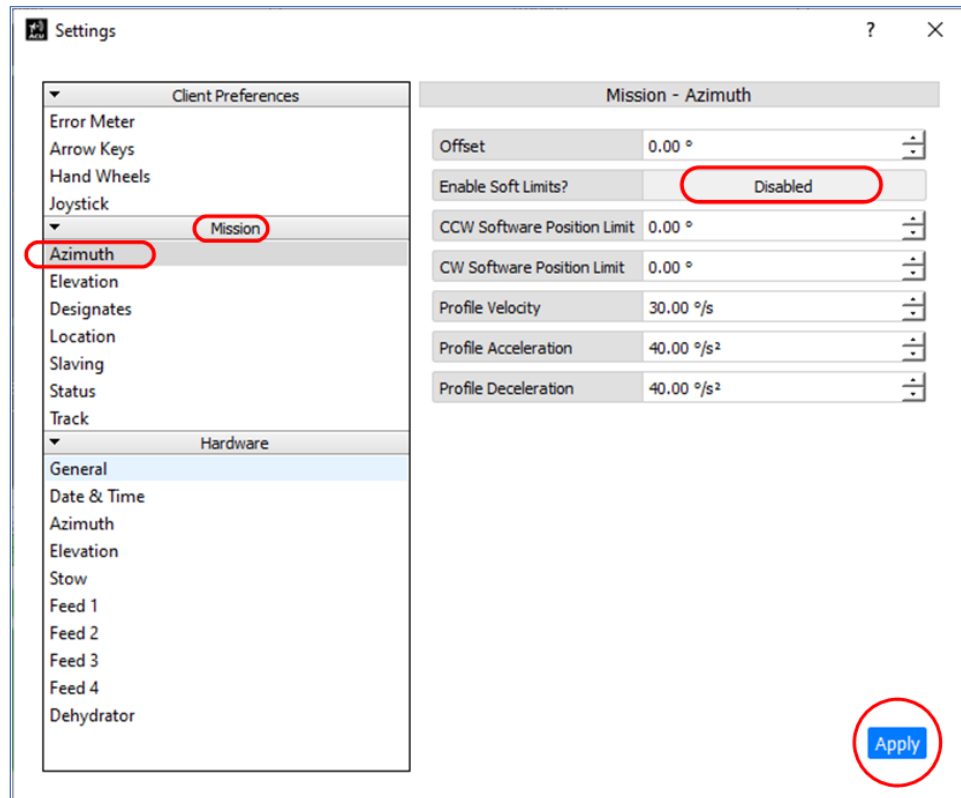 ACU Settings ?
Client Preferences
Error Meter
Arrow Keys
Hand Wheels
Joystick
Mission
Azimuth
Elevation
Designates
Location
Slaving
Status
Track
Hardware
General
Date & Time
Azimuth
Elevation
Stow
Feed 1
Feed 2
Feed 3
Feed 4
Dehydrator
Mission - Azimuth
Offset 0.00 °
Enable Soft Limits? Disabled
CCW Software Position Limit 0.00 °
CW Software Position Limit 0.00 °
Profile Velocity 30.00 °/s
Profile Acceleration 40.00 °/s²
Profile Deceleration 40.00 °/s²
Apply